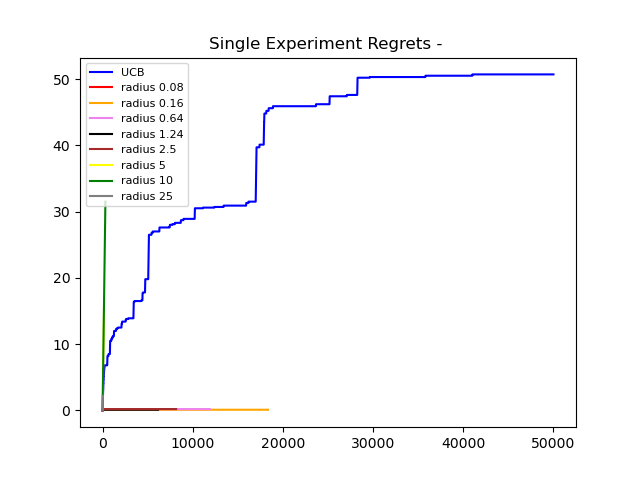 Single Experiment Regrets -
UCB
radius 0.08
radius 0.16
radius 0.64
radius 1.24
radius 2.5
radius 5
radius 10
radius 25
50
40
30
20
10
0
0 10000 20000 30000 40000 50000